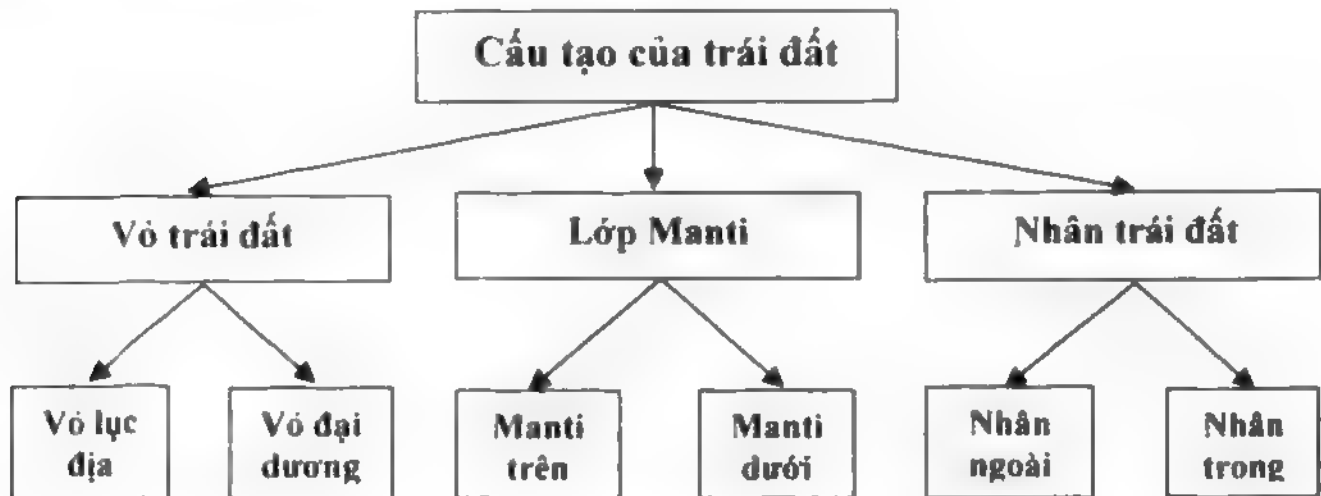 Cấu tạo của trái đất
Vỏ trái đất
Lớp Manti
Nhân trái đất
Vỏ lục
địa
Vỏ đại
dương
Manti
trên
Manti
dưới
Nhân
ngoài
Nhân
trong